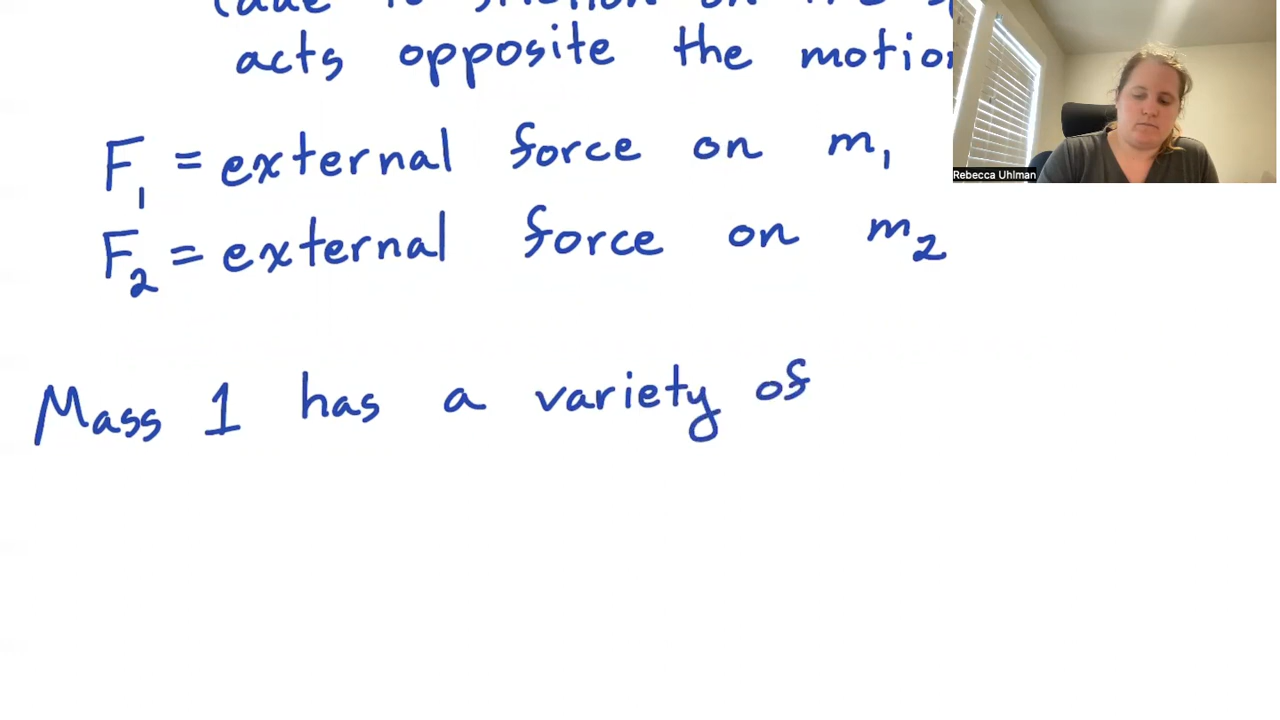 acts opposite the motion
F₁ = external force on m₁
F₂ = external force on m₂
Rebecca Uhlman
Mass 1 has a variety of